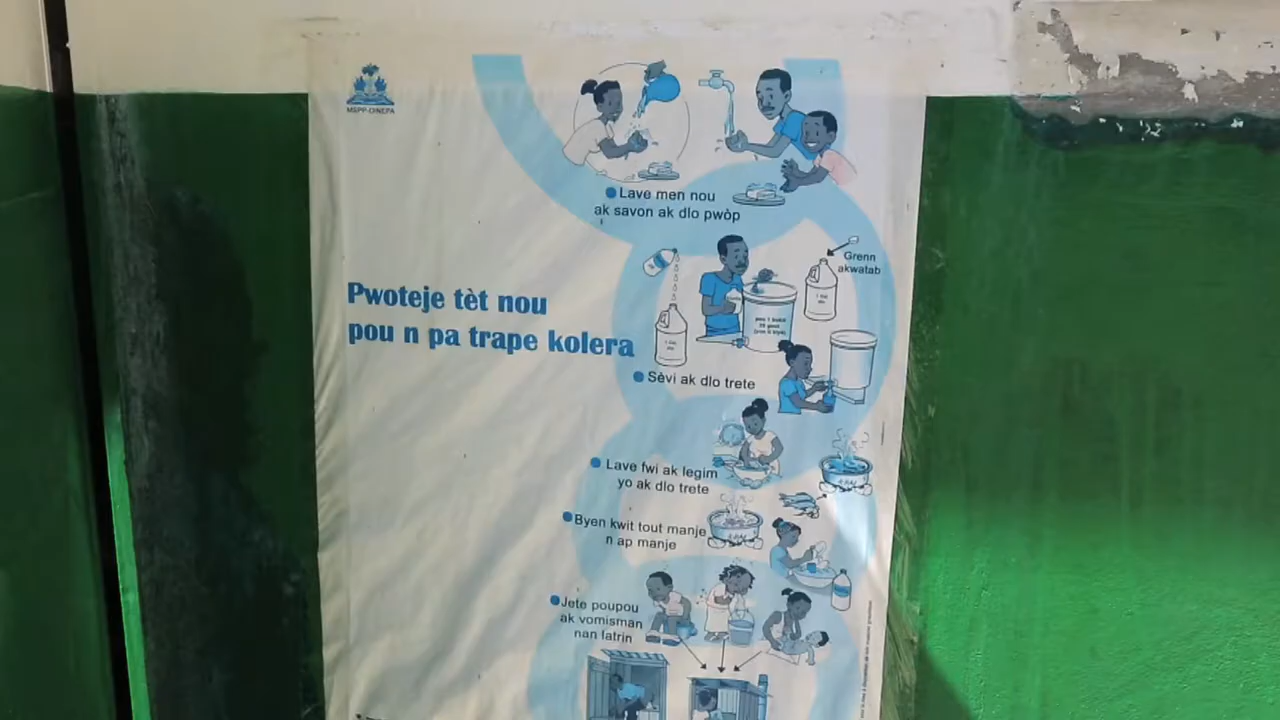 MSPP-DINEPA
Lave men nou
ak savon ak dlo pwòp
Grenn
akwatab
Pwoteje tèt nou
pou n pa trape kolera
Sèvi ak dlo trete
Lave fwi ak legim
yo ak dlo trete
Byen kwit tout manje
n ap manje
Jete poupou
ak vomisman
nan latrin